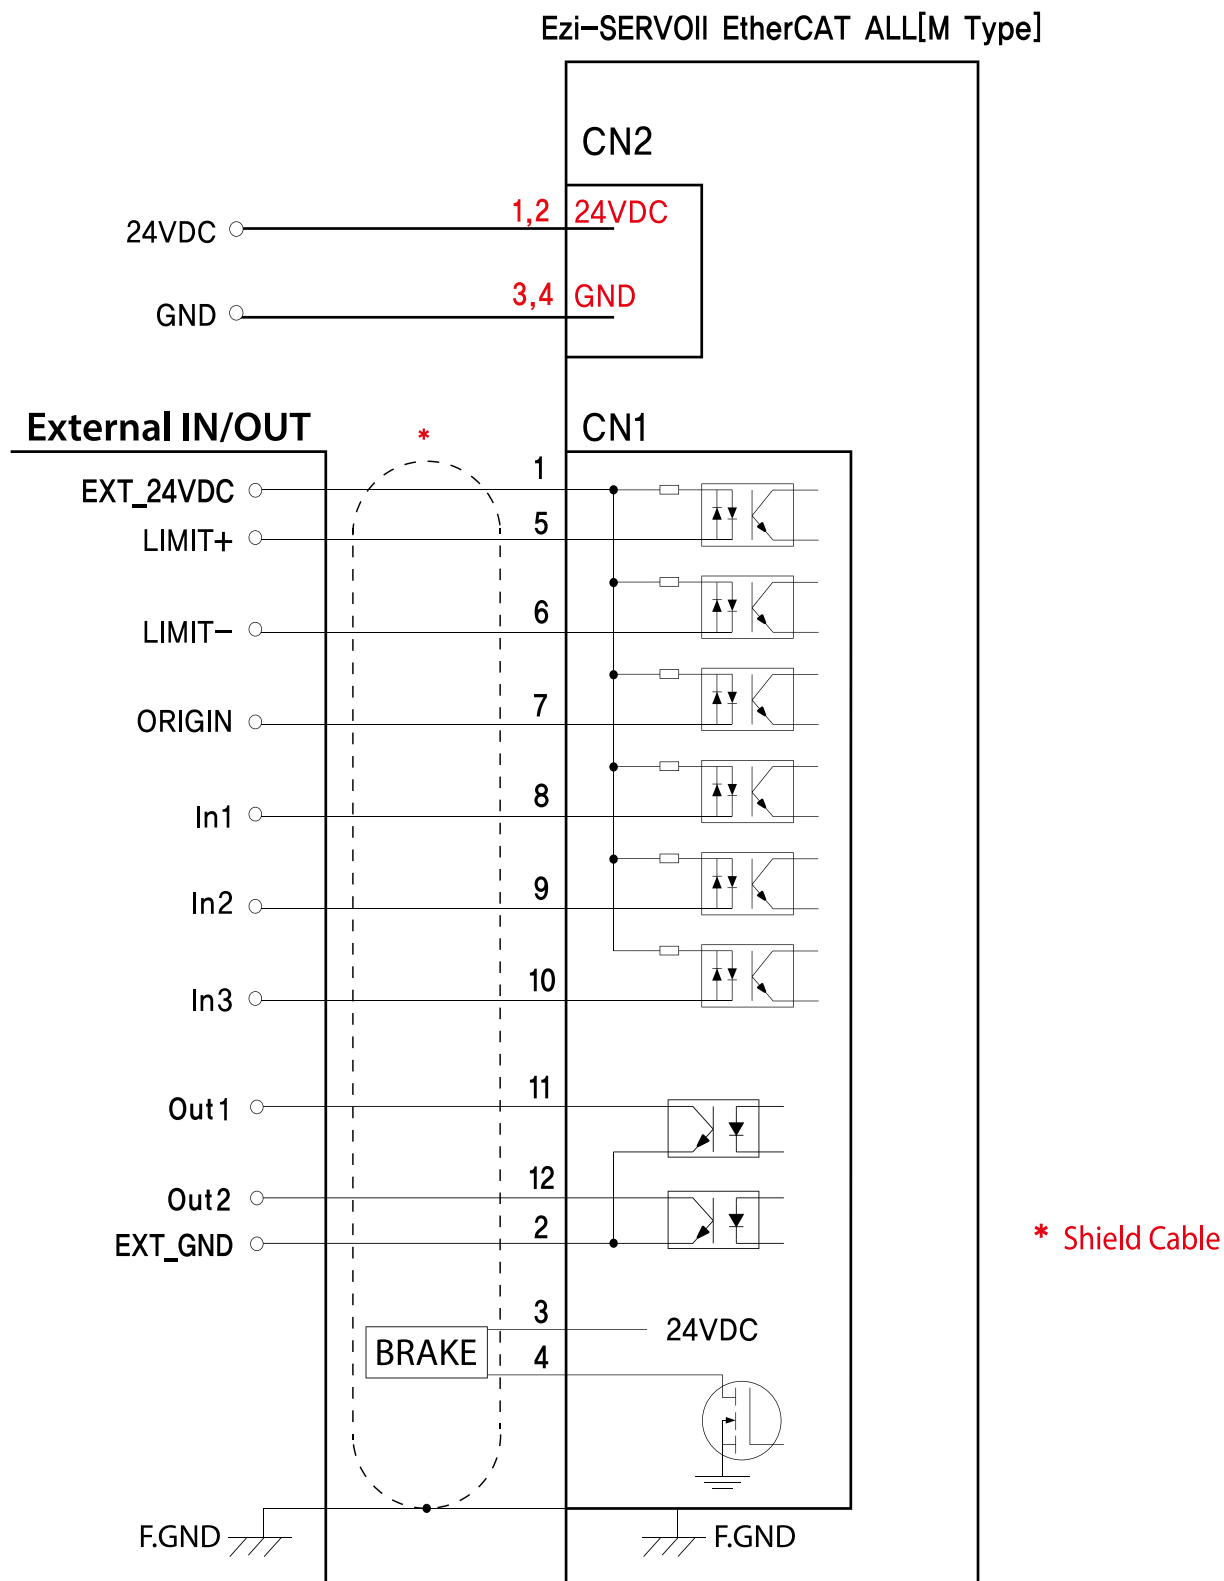 Ezi-SERVOII EtherCAT ALL[M Type]
CN2
24VDC 1,2 24VDC
GND 3,4 GND
External IN/OUT * CN1
EXT_24VDC 1
LIMIT+ 5
LIMIT- 6
ORIGIN 7
In1 8
In2 9
In3 10
Out1 11
Out2 12
EXT_GND 2
* Shield Cable
3 24VDC
BRAKE 4
F.GND F.GND